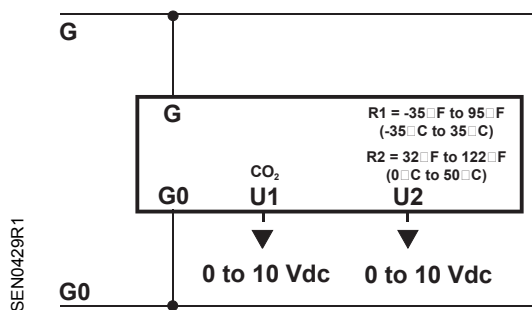 G
G
R1 = -35□F to 95□F
(-35□C to 35□C)
R2 = 32□F to 122□F
(0□C to 50□C)
CO₂
G0 U1 U2
0 to 10 Vdc 0 to 10 Vdc
G0
SEN0429R1